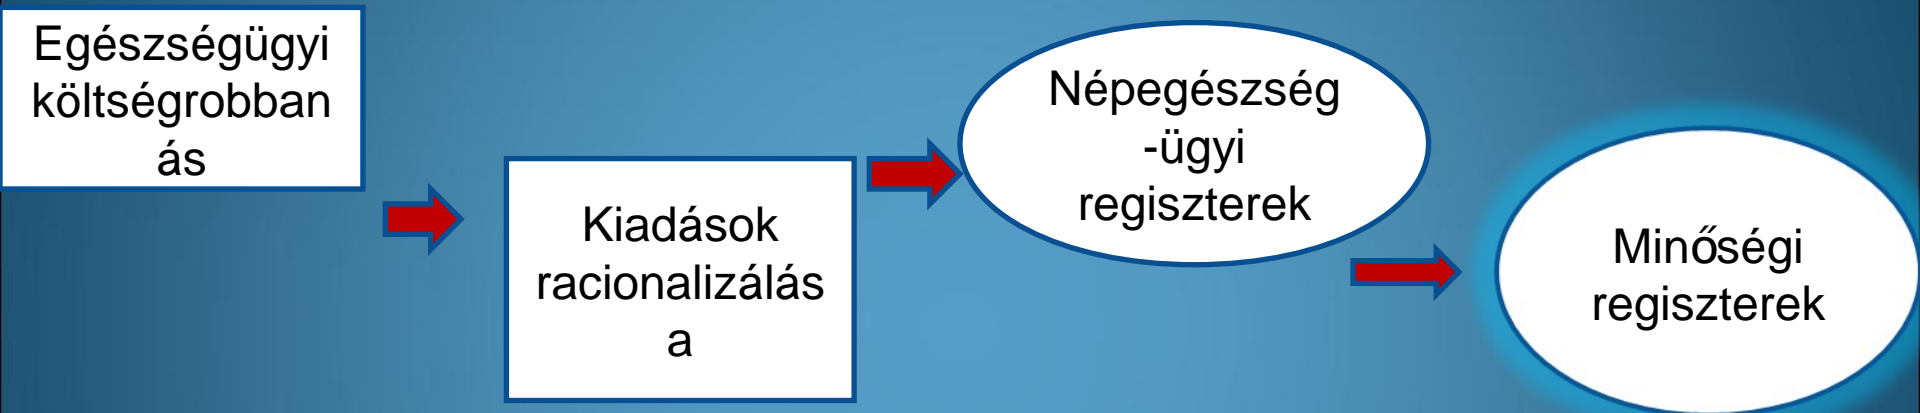 Egészségügyi
költségrobban
ás
Kiadások
racionalizálás
a
Népegészség
-ügyi
regiszterek
Minőségi
regiszterek